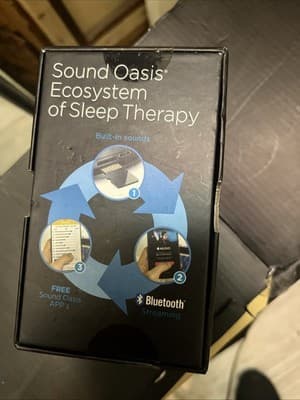 Sound Oasis®
Ecosystem
of Sleep Therapy
Built-in sounds
1
2
3
Bluetooth®
Streaming
FREE
Sound Oasis
APP's